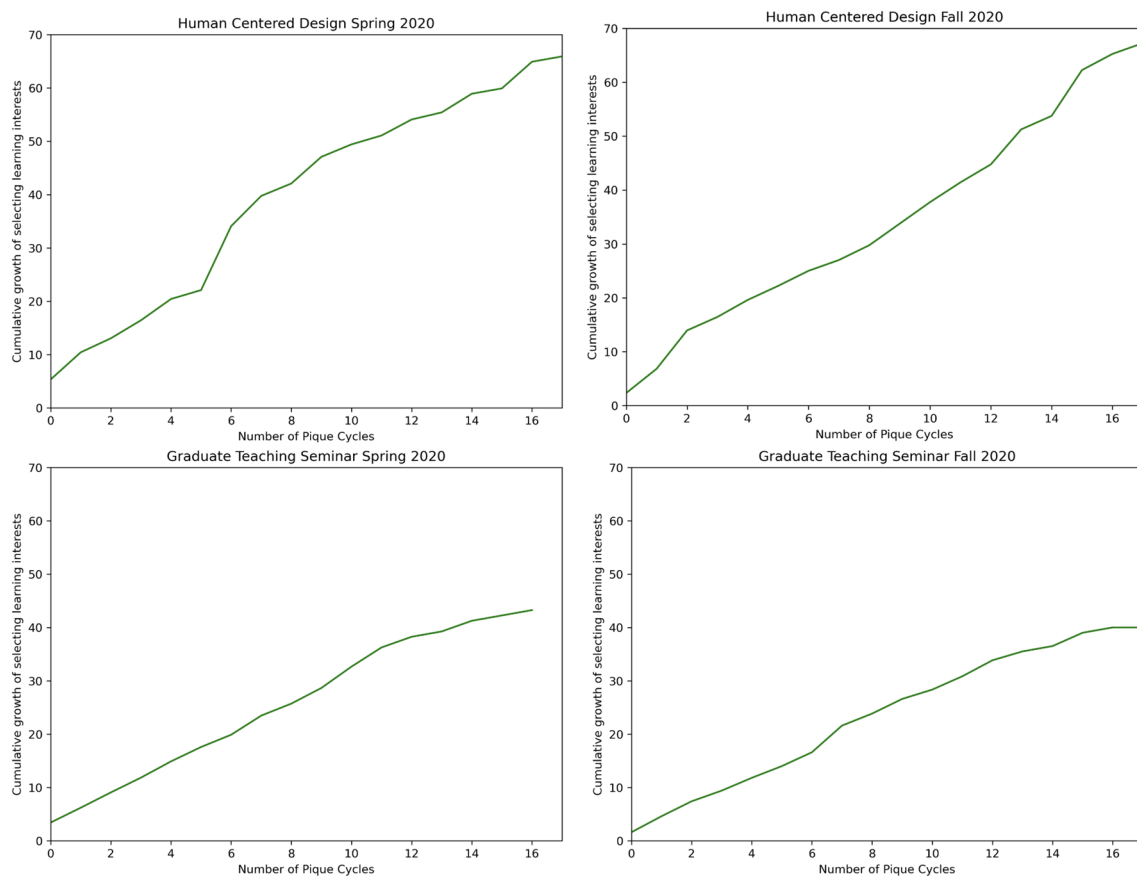 Human Centered Design Spring 2020
Cumulative growth of selecting learning interests
70
60
50
40
30
20
10
0
0 2 4 6 8 10 12 14 16
Number of Pique Cycles
Human Centered Design Fall 2020
Cumulative growth of selecting learning interests
70
60
50
40
30
20
10
0
0 2 4 6 8 10 12 14 16
Number of Pique Cycles
Graduate Teaching Seminar Spring 2020
Cumulative growth of selecting learning interests
70
60
50
40
30
20
10
0
0 2 4 6 8 10 12 14 16
Number of Pique Cycles
Graduate Teaching Seminar Fall 2020
Cumulative growth of selecting learning interests
70
60
50
40
30
20
10
0
0 2 4 6 8 10 12 14 16
Number of Pique Cycles